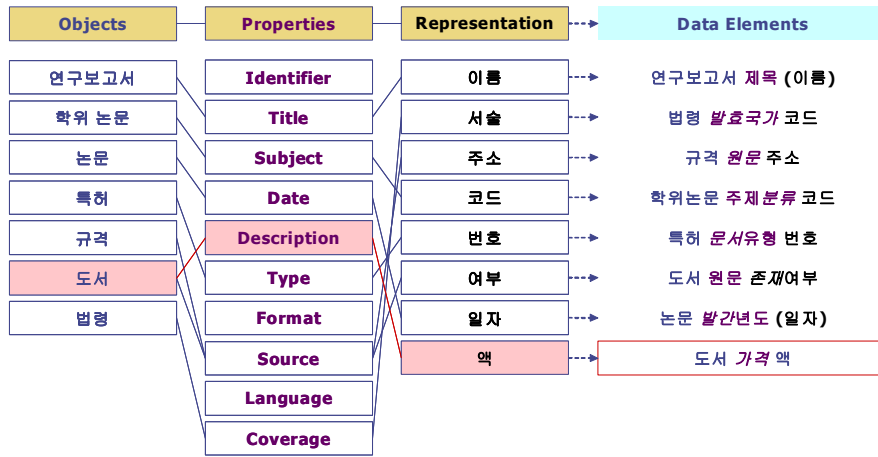 Objects Properties Representation Data Elements
연구보고서 Identifier 이름 연구보고서 제목 (이름)
학위 논문 Title 서술 법령 발효국가 코드
논문 Subject 주소 규격 원문 주소
특허 Date 코드 학위논문 주제분류 코드
규격 Description 번호 특허 문서유형 번호
도서 Type 여부 도서 원문 존재여부
법령 Format 일자 논문 발간년도 (일자)
Source 액 도서 가격 액
Language
Coverage